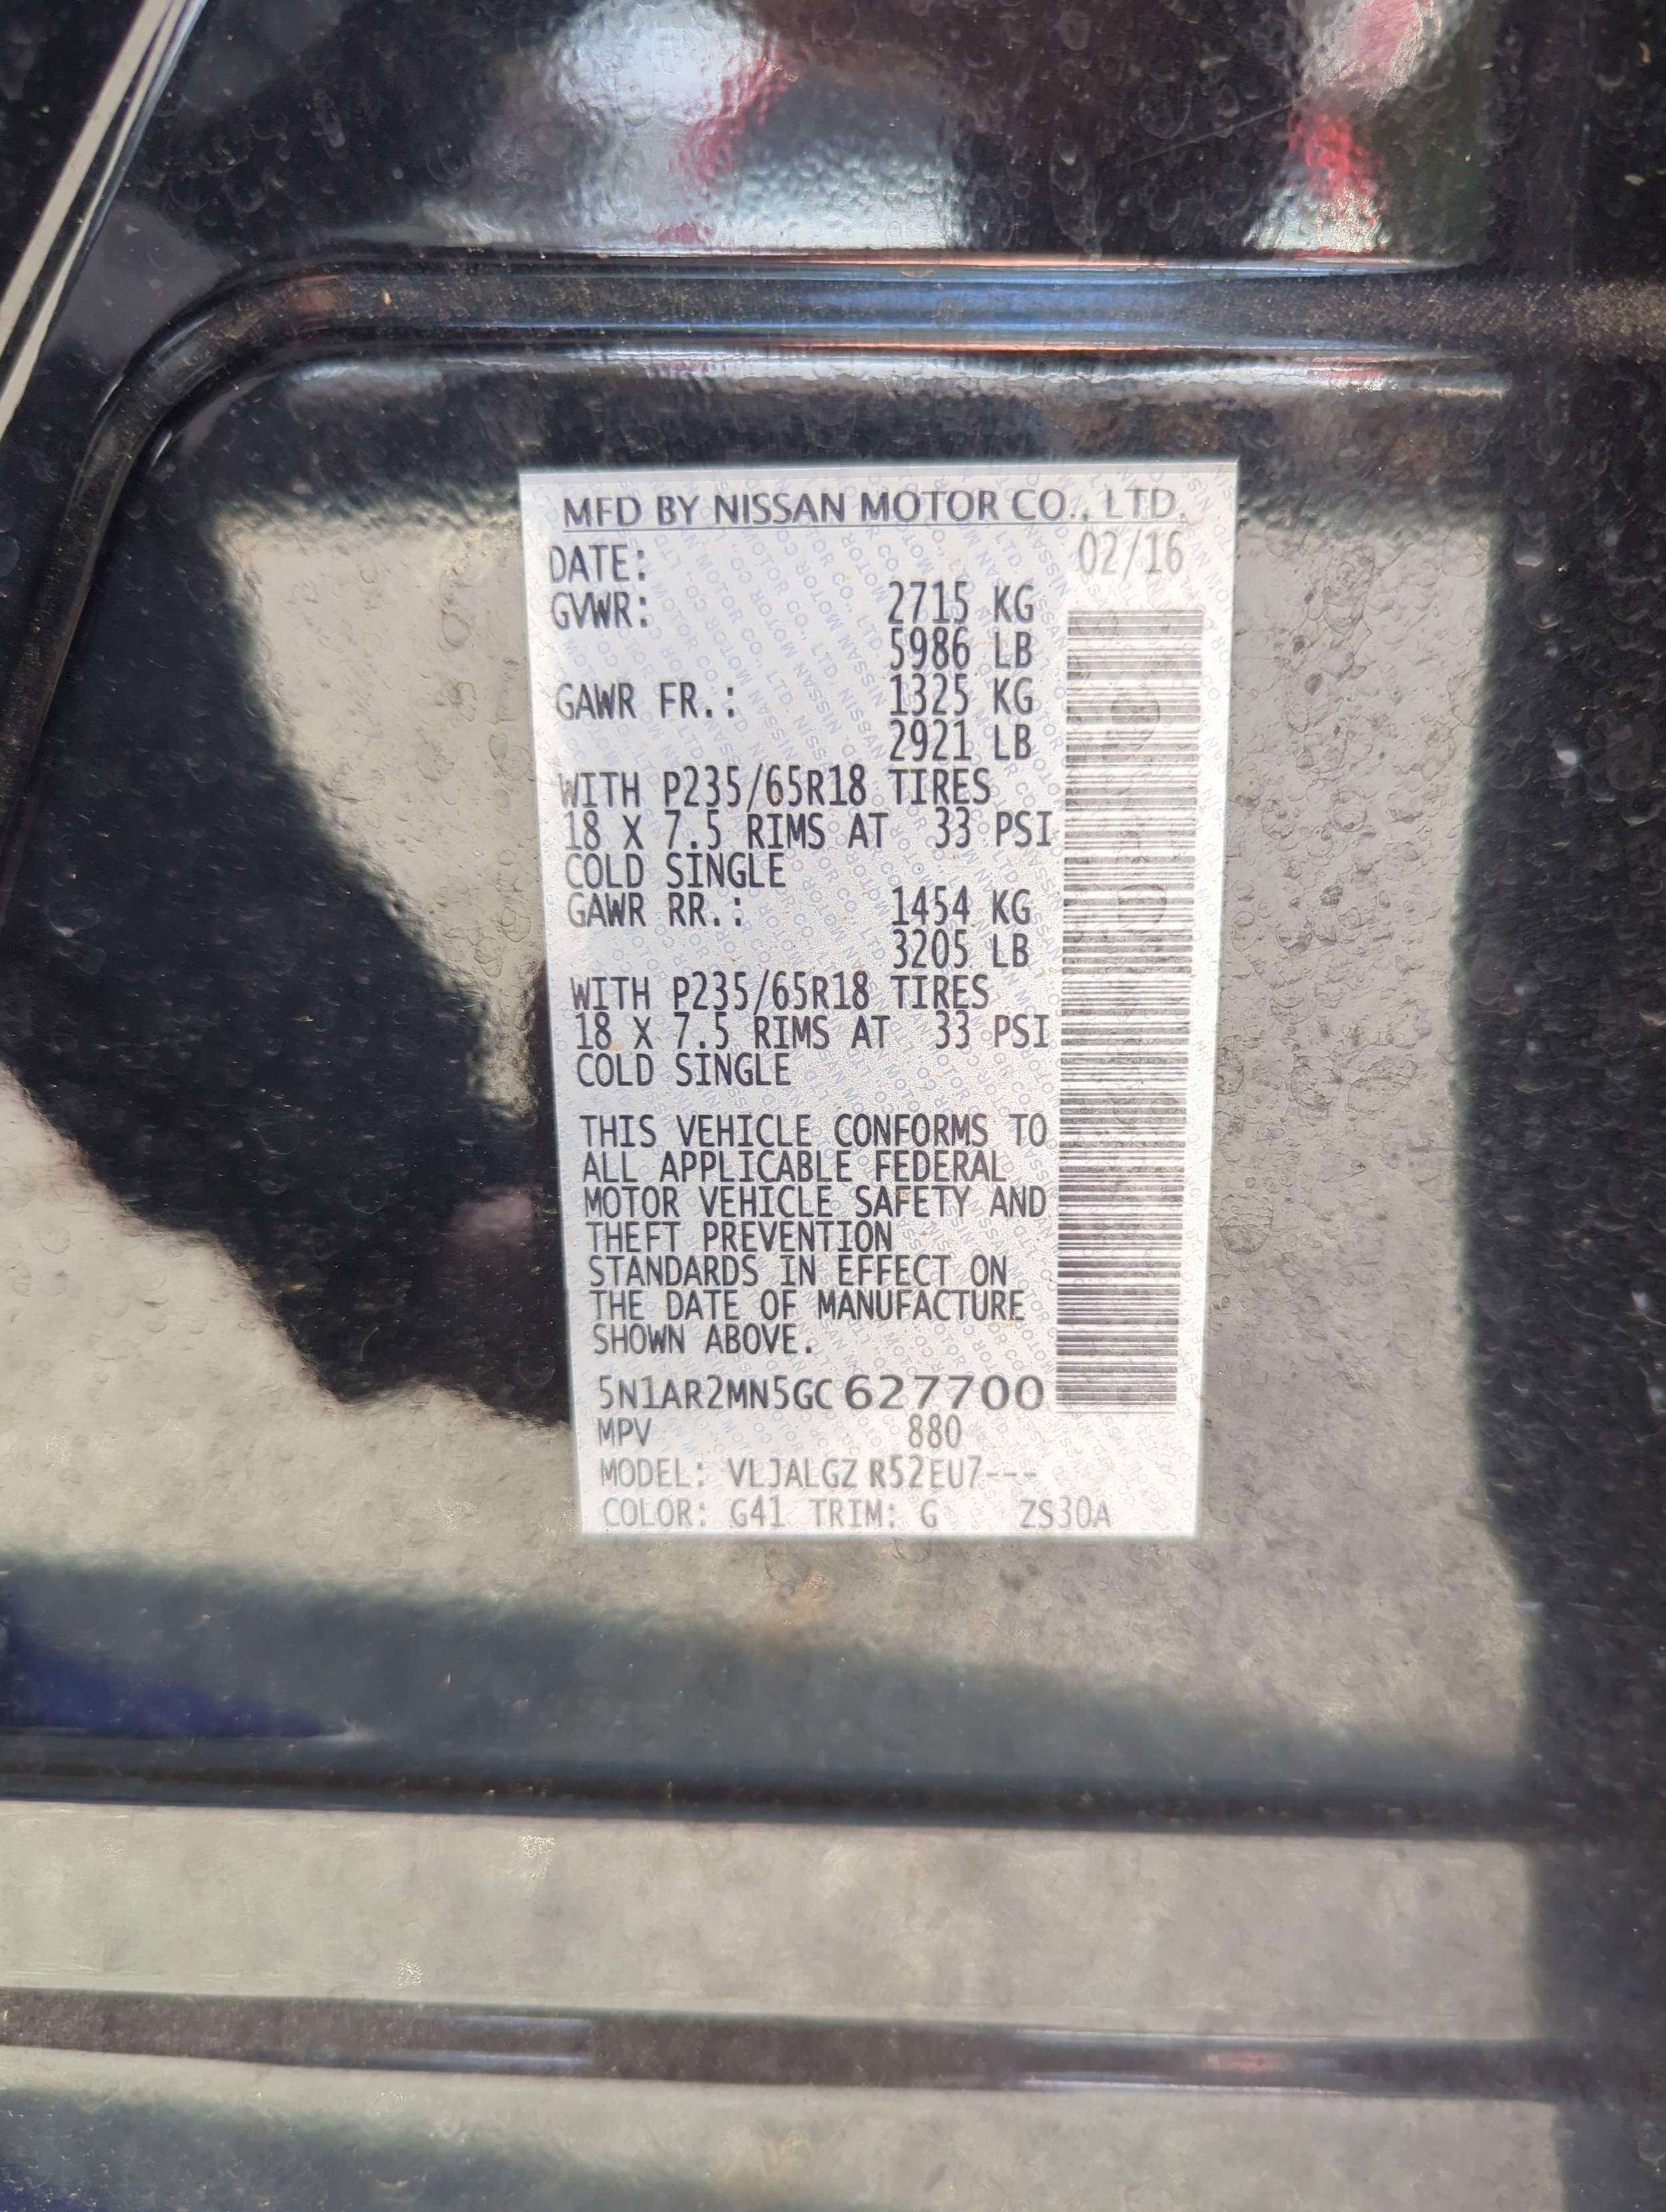 MFD BY NISSAN MOTOR CO., LTD.
DATE: 02/16
GVWR: 2715 KG
5986 LB
GAWR FR.: 1325 KG
2921 LB
WITH P235/65R18 TIRES
18 X 7.5 RIMS AT 33 PSI
COLD SINGLE
GAWR RR.: 1454 KG
3205 LB
WITH P235/65R18 TIRES
18 X 7.5 RIMS AT 33 PSI
COLD SINGLE
THIS VEHICLE CONFORMS TO
ALL APPLICABLE FEDERAL
MOTOR VEHICLE SAFETY AND
THEFT PREVENTION
STANDARDS IN EFFECT ON
THE DATE OF MANUFACTURE
SHOWN ABOVE.
5N1AR2MN5GC 627700
MPV 880
MODEL: VLJALGZ R52EU7---
COLOR: G41 TRIM: G ZS30A